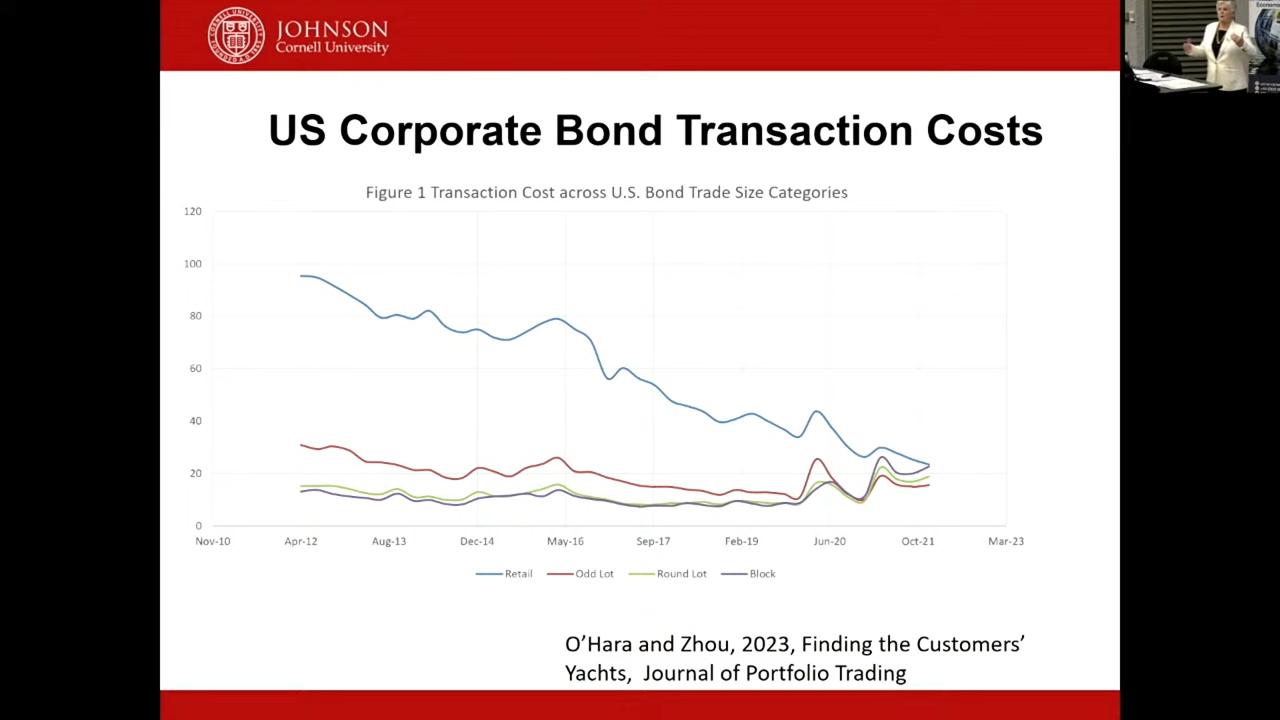 JOHNSON
Cornell University
US Corporate Bond Transaction Costs
Figure 1 Transaction Cost across U.S. Bond Trade Size Categories
120
100
80
60
40
20
0
Nov-10 Apr-12 Aug-13 Dec-14 May-16 Sep-17 Feb-19 Jun-20 Oct-21 Mar-23
Retail Odd Lot Round Lot Block
O'Hara and Zhou, 2023, Finding the Customers'
Yachts, Journal of Portfolio Trading